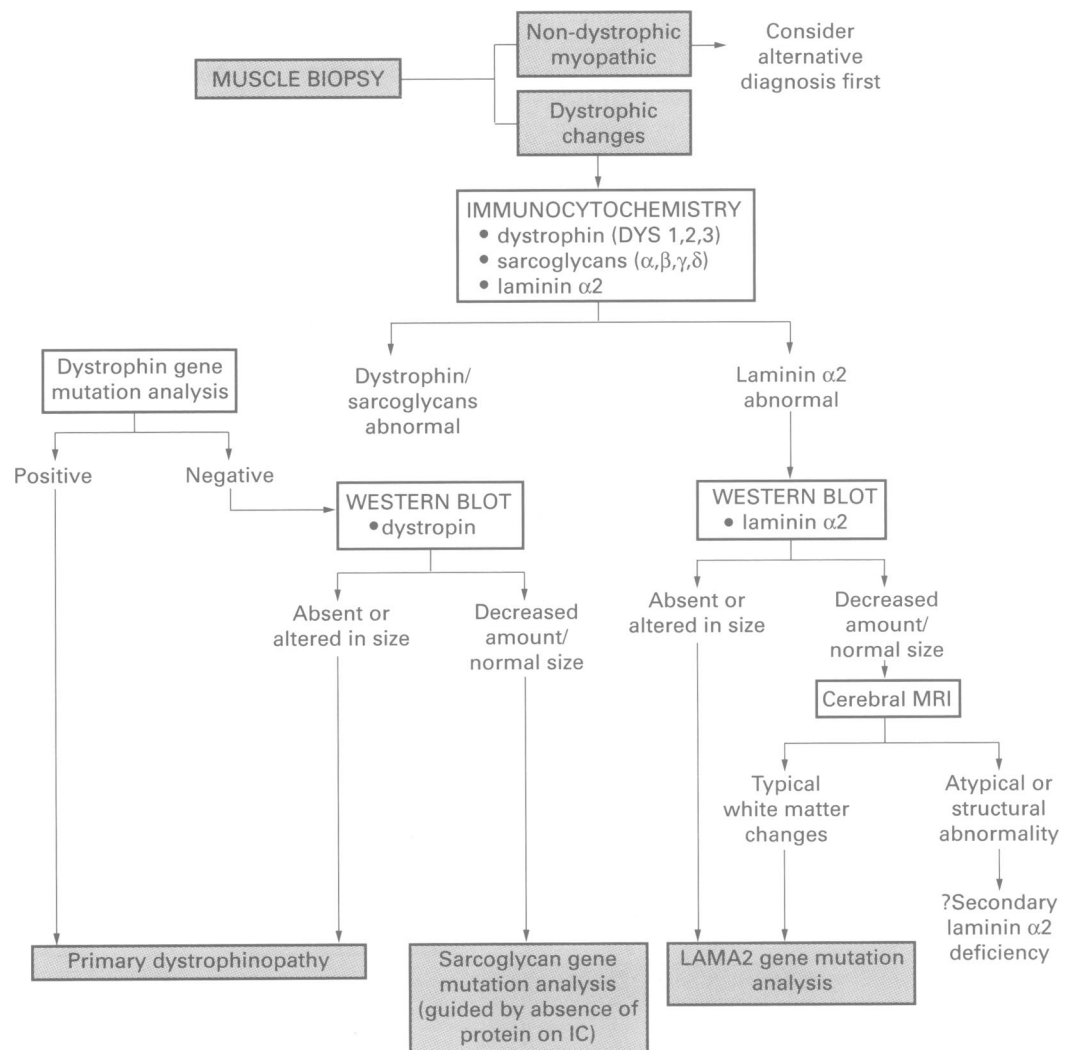 MUSCLE BIOPSY
Non-dystrophic
myopathic
Consider
alternative
diagnosis first
Dystrophic
changes
IMMUNOCYTOCHEMISTRY
• dystrophin (DYS 1,2,3)
• sarcoglycans (α,β,γ,δ)
• laminin α2
Dystrophin gene
mutation analysis
Dystrophin/
sarcoglycans
abnormal
Laminin α2
abnormal
Positive
Negative
WESTERN BLOT
• dystropin
WESTERN BLOT
• laminin α2
Absent or
altered in size
Decreased
amount/
normal size
Absent or
altered in size
Decreased
amount/
normal size
Cerebral MRI
Typical
white matter
changes
Atypical or
structural
abnormality
?Secondary
laminin α2
deficiency
Primary dystrophinopathy
Sarcoglycan gene
mutation analysis
(guided by absence of
protein on IC)
LAMA2 gene mutation
analysis